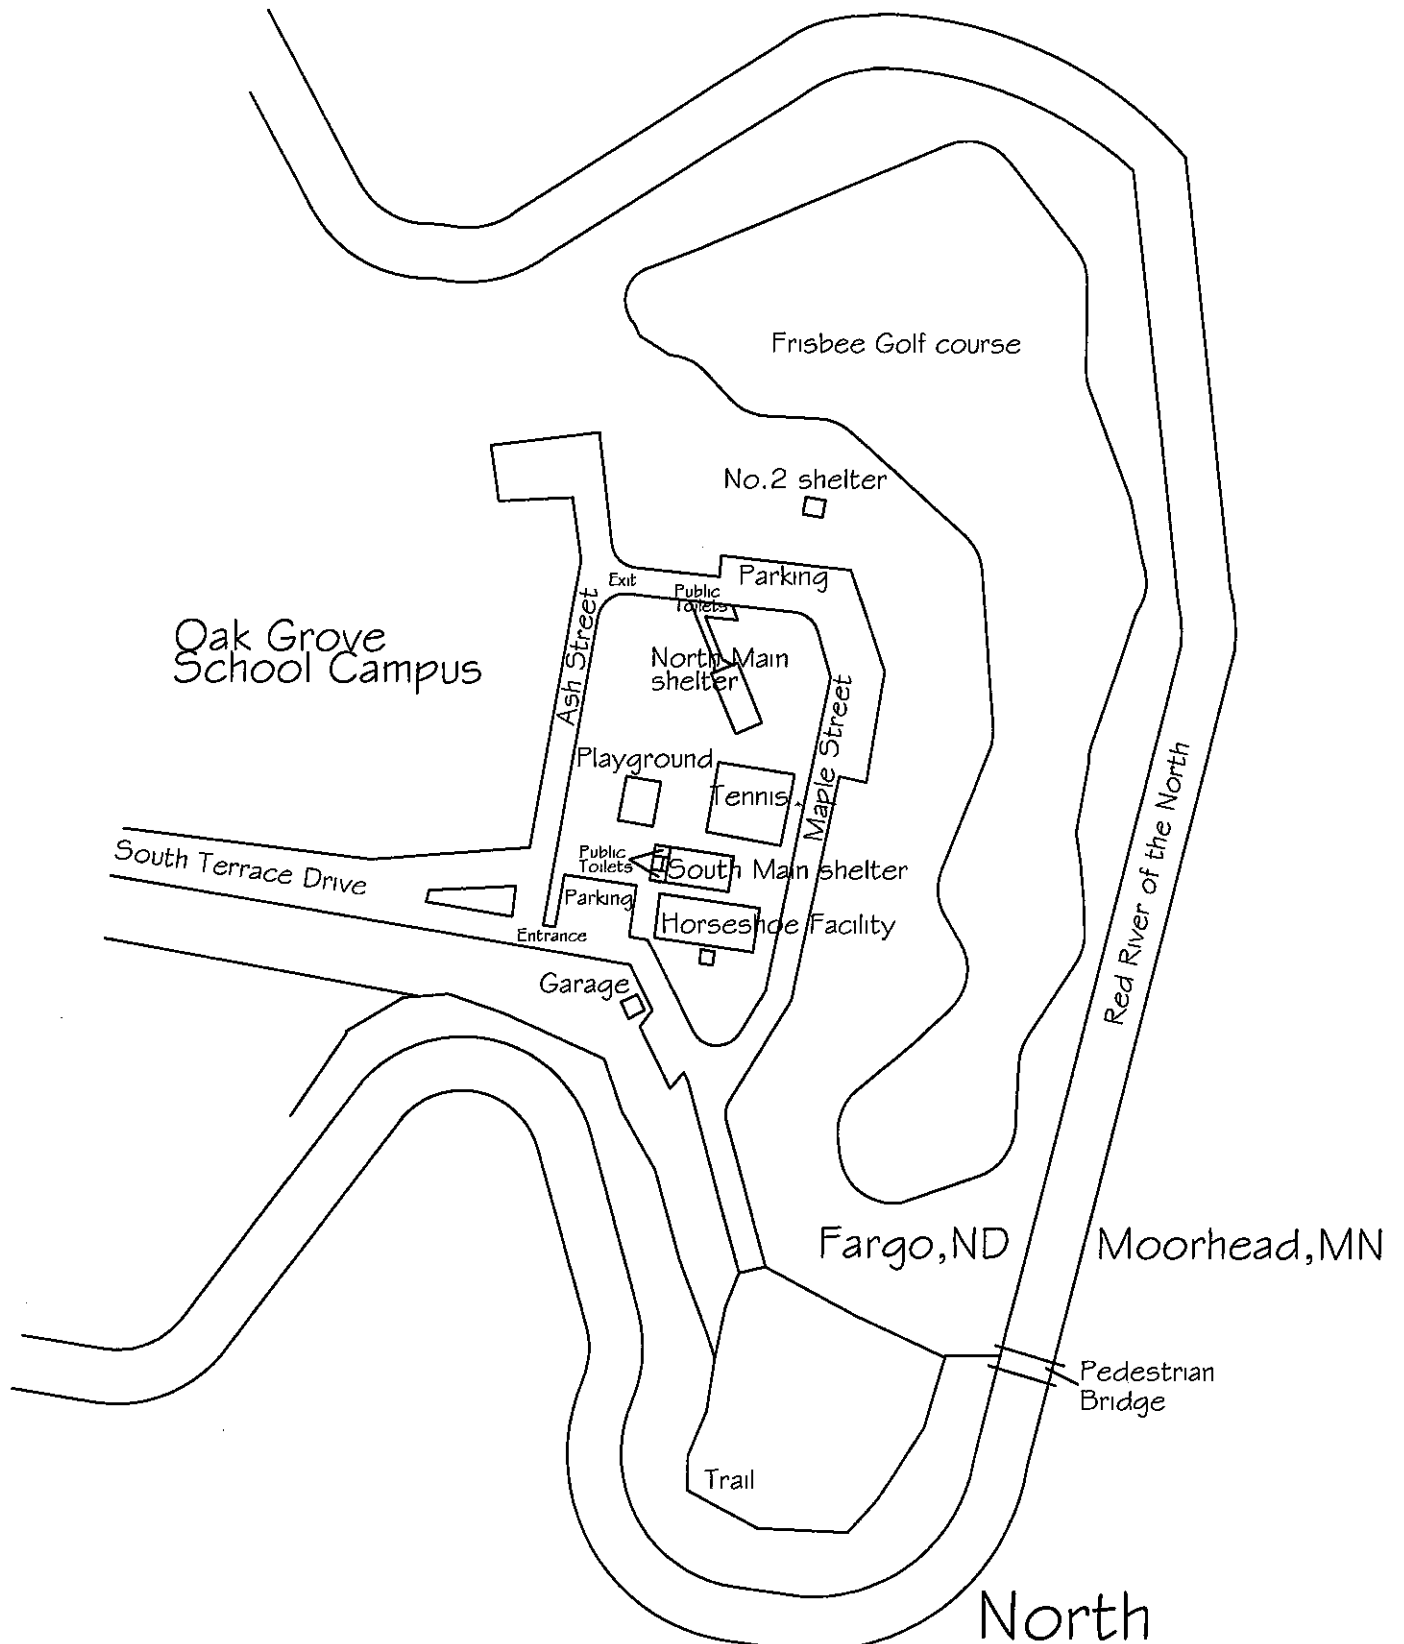 Frisbee Golf course
No.2 shelter
Exit
Parking
Public
Toilets
Oak Grove
School Campus
Ash Street
North Main
shelter
Maple Street
Playground
Tennis
South Terrace Drive
Public
Toilets
South Main shelter
Parking
Horseshoe Facility
Entrance
Garage
Red River of the North
Fargo,ND
Moorhead,MN
Pedestrian
Bridge
Trail
North